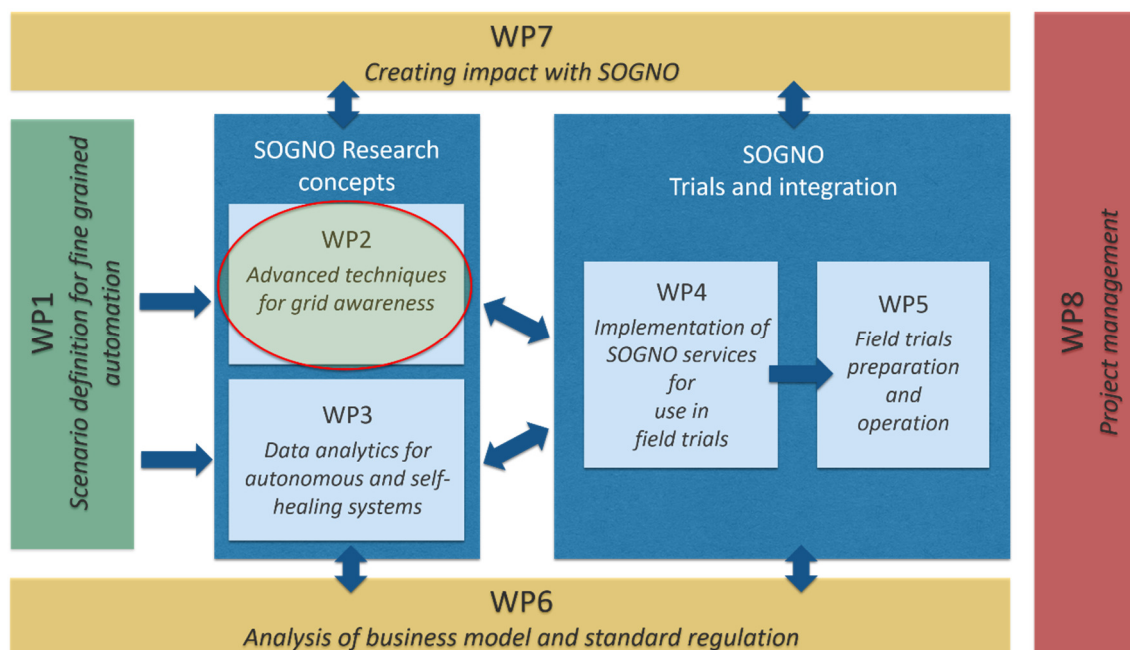 WP7
Creating impact with SOGNO
WP1
Scenario definition for fine grained
automation
SOGNO Research
concepts
WP2
Advanced techniques
for grid awareness
WP3
Data analytics for
autonomous and self-
healing systems
SOGNO
Trials and integration
WP4
Implementation of
SOGNO services
for
use in
field trials
WP5
Field trials
preparation
and
operation
WP6
Analysis of business model and standard regulation
WP8
Project management